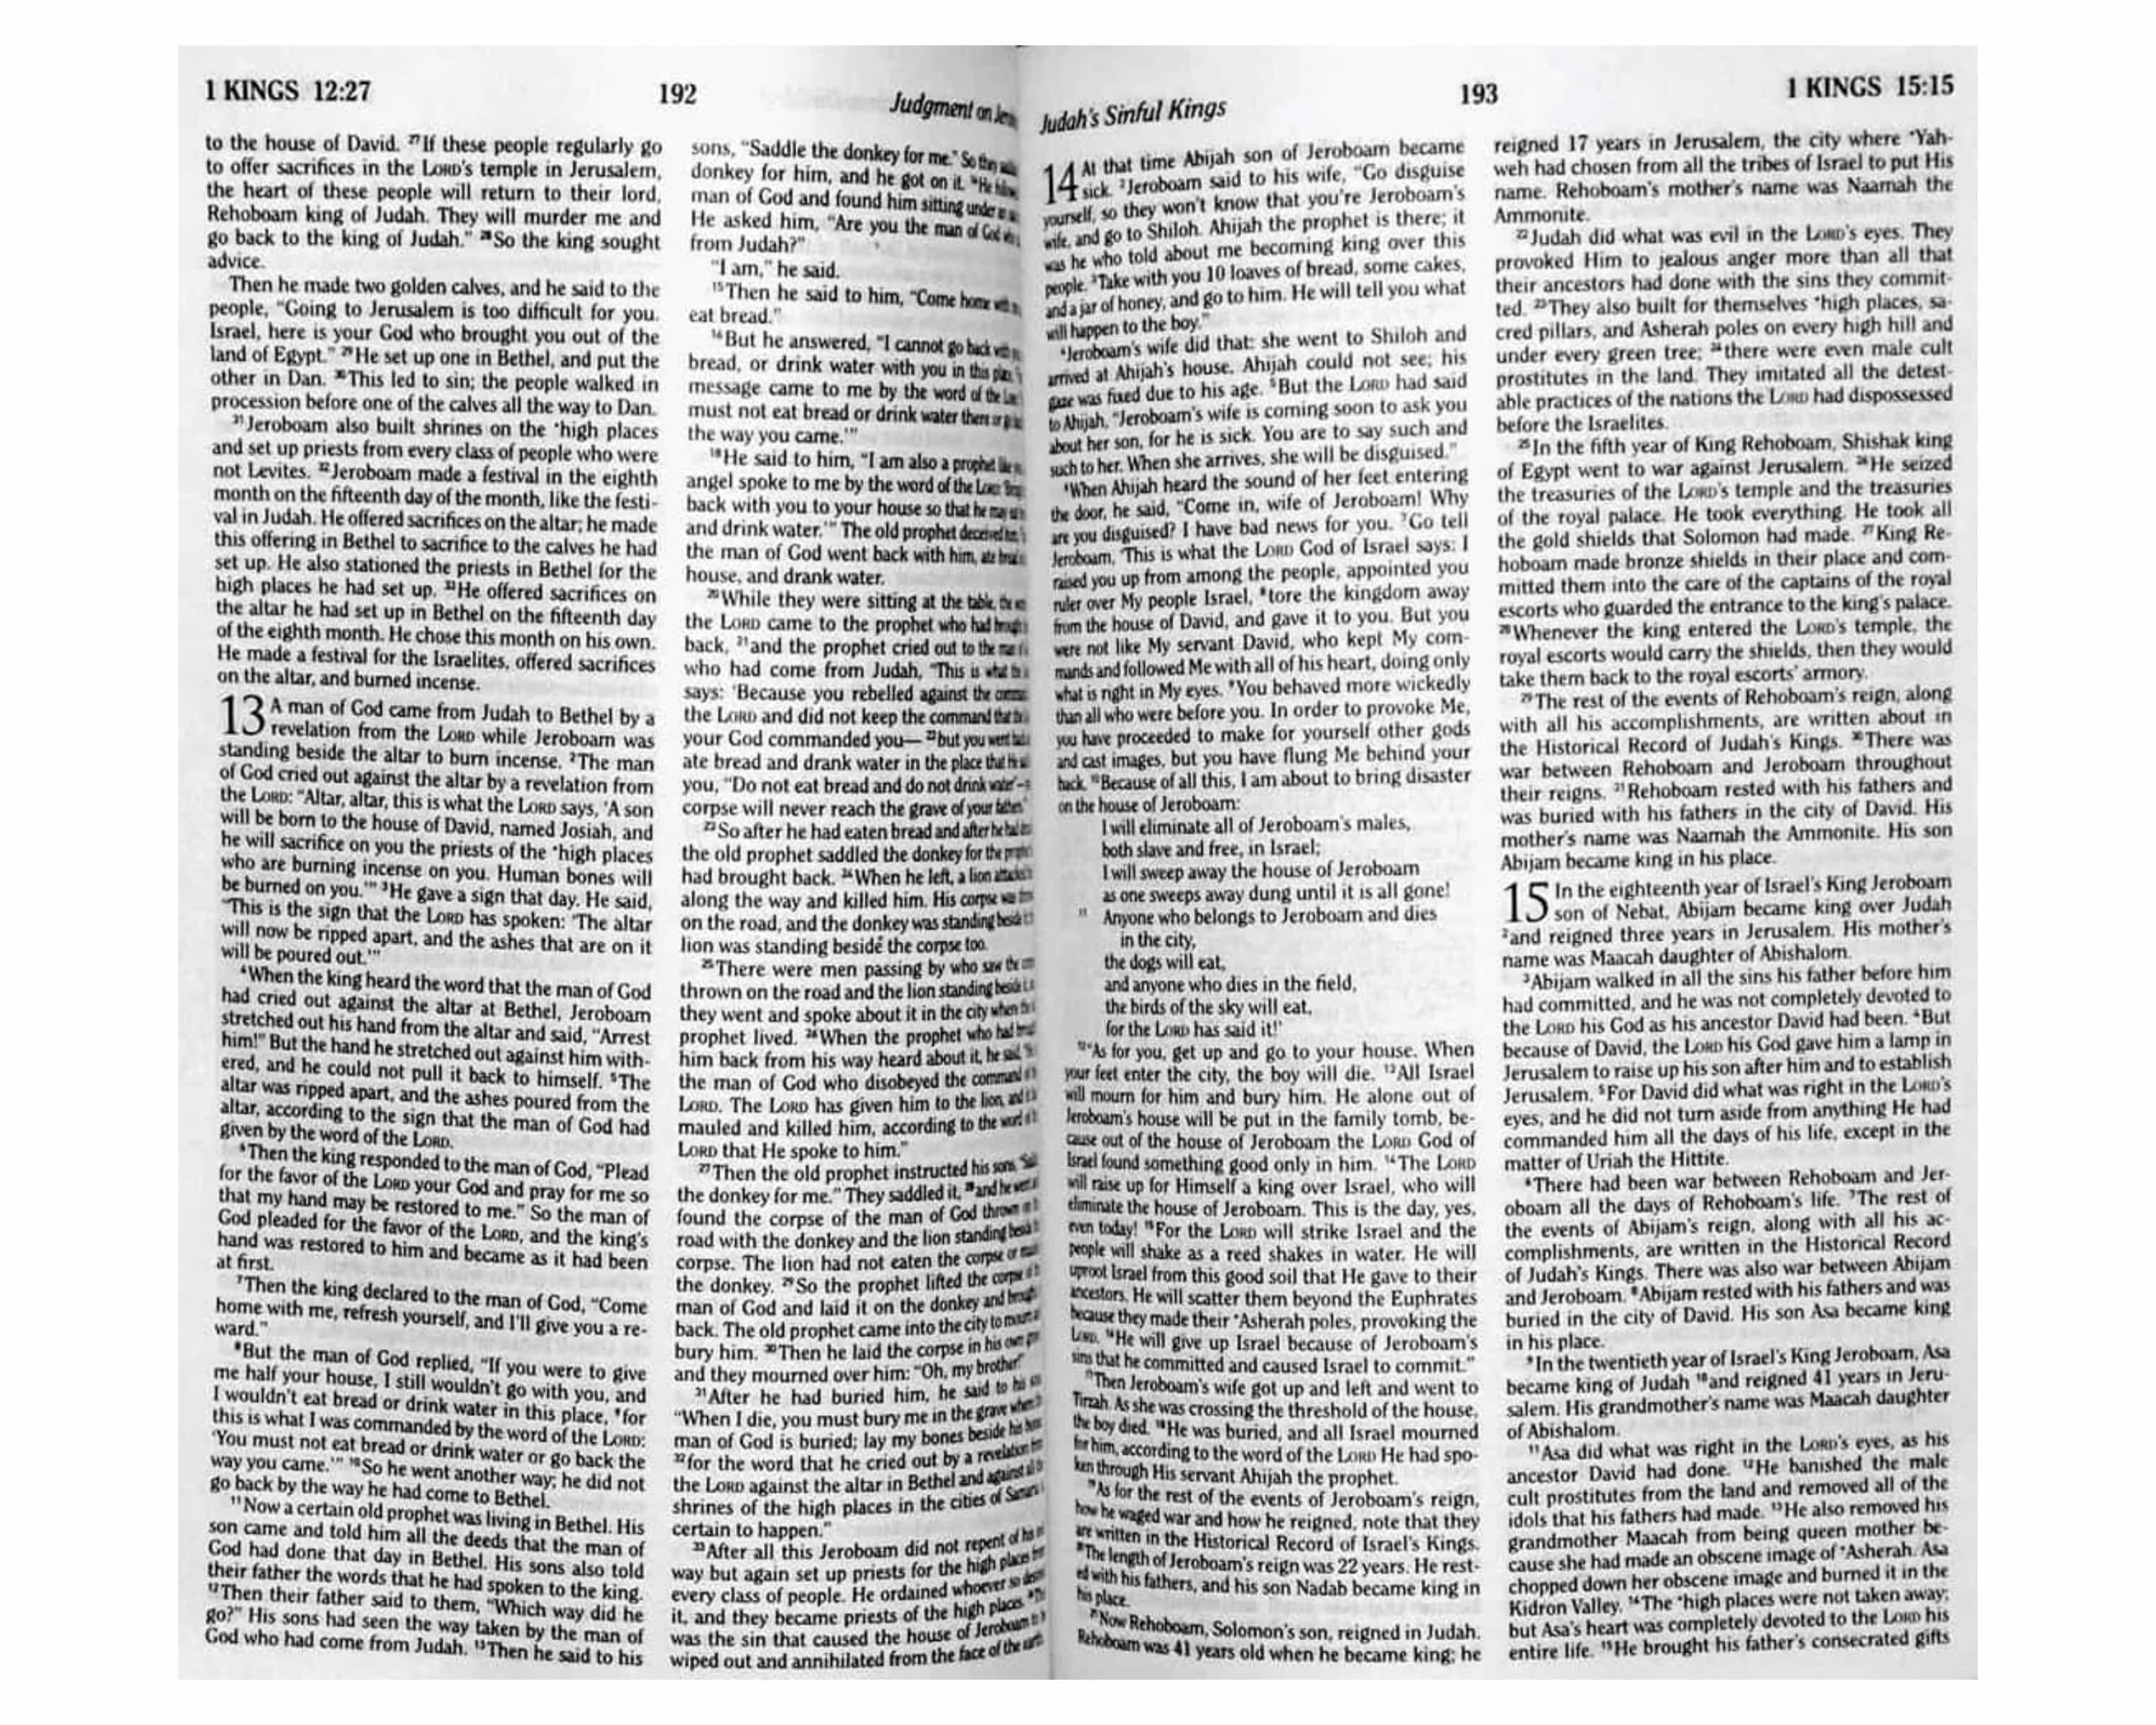 1 KINGS 12:27
192
Judgment on
to the house of David. 27If these people regularly go
to offer sacrifices in the LORD's temple in Jerusalem,
the heart of these people will return to their lord,
Rehoboam king of Judah. They will murder me and
go back to the king of Judah." 28So the king sought
advice.
Then he made two golden calves, and he said to the
people, "Going to Jerusalem is too difficult for you.
Israel, here is your God who brought you out of the
land of Egypt." 29He set up one in Bethel, and put the
other in Dan. 30This led to sin; the people walked in
procession before one of the calves all the way to Dan.
31Jeroboam also built shrines on the *high places
and set up priests from every class of people who were
not Levites. 32Jeroboam made a festival in the eighth
month on the fifteenth day of the month, like the festi-
val in Judah. He offered sacrifices on the altar; he made
this offering in Bethel to sacrifice to the calves he had
set up. He also stationed the priests in Bethel for the
high places he had set up. 33He offered sacrifices on
the altar he had set up in Bethel on the fifteenth day
of the eighth month. He chose this month on his own.
He made a festival for the Israelites, offered sacrifices
on the altar, and burned incense.
13 A man of God came from Judah to Bethel by a
revelation from the LORD while Jeroboam was
standing beside the altar to burn incense. 2The man
of God cried out against the altar by a revelation from
the LORD: "Altar, altar, this is what the LORD says, 'A son
will be born to the house of David, named Josiah, and
he will sacrifice on you the priests of the *high places
who are burning incense on you. Human bones will
be burned on you.'" 3He gave a sign that day. He said,
"This is the sign that the LORD has spoken: 'The altar
will now be ripped apart, and the ashes that are on it
will be poured out.'"
4When the king heard the word that the man of God
had cried out against the altar at Bethel, Jeroboam
stretched out his hand from the altar and said, "Arrest
him!" But the hand he stretched out against him with-
ered, and he could not pull it back to himself. 5The
altar was ripped apart, and the ashes poured from the
altar, according to the sign that the man of God had
given by the word of the LORD.
6Then the king responded to the man of God, "Plead
for the favor of the LORD your God and pray for me so
that my hand may be restored to me." So the man of
God pleaded for the favor of the LORD, and the king's
hand was restored to him and became as it had been
at first.
7Then the king declared to the man of God, "Come
home with me, refresh yourself, and I'll give you a re-
ward."
8But the man of God replied, "If you were to give
me half your house, I still wouldn't go with you, and
I wouldn't eat bread or drink water in this place, 9for
this is what I was commanded by the word of the LORD:
'You must not eat bread or drink water or go back the
way you came.'" 10So he went another way; he did not
go back by the way he had come to Bethel.
11Now a certain old prophet was living in Bethel. His
son came and told him all the deeds that the man of
God had done that day in Bethel. His sons also told
their father the words that he had spoken to the king.
12Then their father said to them, "Which way did he
go?" His sons had seen the way taken by the man of
God who had come from Judah. 13Then he said to his
sons, "Saddle the donkey for me." So they
donkey for him, and he got on it. 14He
man of God and found him sitting under
He asked him, "Are you the man of God
from Judah?"
"I am," he said.
15Then he said to him, "Come home with
eat bread."
16But he answered, "I cannot go back with
bread, or drink water with you in this
message came to me by the word of the
must not eat bread or drink water there or
the way you came.'"
18He said to him, "I am also a prophet
angel spoke to me by the word of the LORD:
back with you to your house so that he may
and drink water.'" The old prophet deceived
the man of God went back with him, ate
house, and drank water.
20While they were sitting at the table, the
the LORD came to the prophet who had brought
back, 21and the prophet cried out to the man
who had come from Judah, "This is what the
says: 'Because you rebelled against the
the LORD and did not keep the command that the
your God commanded you— 22but you went back
ate bread and drank water in the place that He
you, "Do not eat bread and do not drink water"—
corpse will never reach the grave of your fathers.'
23So after he had eaten bread and after he had
the old prophet saddled the donkey for the prophet
had brought back. 24When he left, a lion attacked
along the way and killed him. His corpse was
on the road, and the donkey was standing beside
lion was standing beside the corpse too.
25There were men passing by who saw the
thrown on the road and the lion standing beside
they went and spoke about it in the city where the
prophet lived. 26When the prophet who had
him back from his way heard about it, he said,
the man of God who disobeyed the command
LORD. The LORD has given him to the lion, and
mauled and killed him, according to the word of
LORD that He spoke to him."
27Then the old prophet instructed his sons,
the donkey for me." They saddled it, 28and he went
found the corpse of the man of God thrown
road with the donkey and the lion standing beside
corpse. The lion had not eaten the corpse or
the donkey. 29So the prophet lifted the corpse
man of God and laid it on the donkey and brought
back. The old prophet came into the city to mourn
bury him. 30Then he laid the corpse in his own
and they mourned over him: "Oh, my brother!"
31After he had buried him, he said to his
"When I die, you must bury me in the grave where
man of God is buried; lay my bones beside his
32for the word that he cried out by a revelation
the LORD against the altar in Bethel and against
shrines of the high places in the cities of
certain to happen."
33After all this Jeroboam did not repent of his
way but again set up priests for the high places
every class of people. He ordained whoever so
it, and they became priests of the high places.
was the sin that caused the house of Jeroboam
wiped out and annihilated from the face of the
Judah's Sinful Kings
193
1 KINGS 15:15
14 At that time Abijah son of Jeroboam became
sick. 2Jeroboam said to his wife, "Go disguise
yourself, so they won't know that you're Jeroboam's
wife, and go to Shiloh. Ahijah the prophet is there; it
was he who told about me becoming king over this
people. 3Take with you 10 loaves of bread, some cakes,
and a jar of honey, and go to him. He will tell you what
will happen to the boy."
4Jeroboam's wife did that: she went to Shiloh and
arrived at Ahijah's house. Ahijah could not see; his
gaze was fixed due to his age. 5But the LORD had said
to Ahijah, "Jeroboam's wife is coming soon to ask you
about her son, for he is sick. You are to say such and
such to her. When she arrives, she will be disguised."
6When Ahijah heard the sound of her feet entering
the door, he said, "Come in, wife of Jeroboam! Why
are you disguised? I have bad news for you. 7Go tell
Jeroboam, 'This is what the LORD God of Israel says: I
raised you up from among the people, appointed you
ruler over My people Israel, 8tore the kingdom away
from the house of David, and gave it to you. But you
were not like My servant David, who kept My com-
mands and followed Me with all of his heart, doing only
what is right in My eyes. 9You behaved more wickedly
than all who were before you. In order to provoke Me,
you have proceeded to make for yourself other gods
and cast images, but you have flung Me behind your
back. 10Because of all this, I am about to bring disaster
on the house of Jeroboam:
I will eliminate all of Jeroboam's males,
both slave and free, in Israel;
I will sweep away the house of Jeroboam
as one sweeps away dung until it is all gone!
11 Anyone who belongs to Jeroboam and dies
in the city,
the dogs will eat,
and anyone who dies in the field,
the birds of the sky will eat,
for the LORD has said it!'
12"As for you, get up and go to your house. When
your feet enter the city, the boy will die. 13All Israel
will mourn for him and bury him. He alone out of
Jeroboam's house will be put in the family tomb, be-
cause out of the house of Jeroboam the LORD God of
Israel found something good only in him. 14The LORD
will raise up for Himself a king over Israel, who will
eliminate the house of Jeroboam. This is the day, yes,
even today! 15For the LORD will strike Israel and the
people will shake as a reed shakes in water. He will
uproot Israel from this good soil that He gave to their
ancestors. He will scatter them beyond the Euphrates
because they made their *Asherah poles, provoking the
LORD. 16He will give up Israel because of Jeroboam's
sins that he committed and caused Israel to commit."
17Then Jeroboam's wife got up and left and went to
Tirzah. As she was crossing the threshold of the house,
the boy died. 18He was buried, and all Israel mourned
for him, according to the word of the LORD He had spo-
ken through His servant Ahijah the prophet.
19As for the rest of the events of Jeroboam's reign,
how he waged war and how he reigned, note that they
are written in the Historical Record of Israel's Kings.
20The length of Jeroboam's reign was 22 years. He rest-
ed with his fathers, and his son Nadab became king in
his place.
21Now Rehoboam, Solomon's son, reigned in Judah.
Rehoboam was 41 years old when he became king; he
reigned 17 years in Jerusalem, the city where *Yah-
weh had chosen from all the tribes of Israel to put His
name. Rehoboam's mother's name was Naamah the
Ammonite.
22Judah did what was evil in the LORD's eyes. They
provoked Him to jealous anger more than all that
their ancestors had done with the sins they commit-
ted. 23They also built for themselves *high places, sa-
cred pillars, and Asherah poles on every high hill and
under every green tree; 24there were even male cult
prostitutes in the land. They imitated all the detest-
able practices of the nations the LORD had dispossessed
before the Israelites.
25In the fifth year of King Rehoboam, Shishak king
of Egypt went to war against Jerusalem. 26He seized
the treasuries of the LORD's temple and the treasuries
of the royal palace. He took everything. He took all
the gold shields that Solomon had made. 27King Re-
hoboam made bronze shields in their place and com-
mitted them into the care of the captains of the royal
escorts who guarded the entrance to the king's palace.
28Whenever the king entered the LORD's temple, the
royal escorts would carry the shields, then they would
take them back to the royal escorts' armory.
29The rest of the events of Rehoboam's reign, along
with all his accomplishments, are written about in
the Historical Record of Judah's Kings. 30There was
war between Rehoboam and Jeroboam throughout
their reigns. 31Rehoboam rested with his fathers and
was buried with his fathers in the city of David. His
mother's name was Naamah the Ammonite. His son
Abijam became king in his place.
15 In the eighteenth year of Israel's King Jeroboam
son of Nebat, Abijam became king over Judah
2and reigned three years in Jerusalem. His mother's
name was Maacah daughter of Abishalom.
3Abijam walked in all the sins his father before him
had committed, and he was not completely devoted to
the LORD his God as his ancestor David had been. 4But
because of David, the LORD his God gave him a lamp in
Jerusalem to raise up his son after him and to establish
Jerusalem. 5For David did what was right in the LORD's
eyes, and he did not turn aside from anything He had
commanded him all the days of his life, except in the
matter of Uriah the Hittite.
6There had been war between Rehoboam and Jer-
oboam all the days of Rehoboam's life. 7The rest of
the events of Abijam's reign, along with all his ac-
complishments, are written in the Historical Record
of Judah's Kings. There was also war between Abijam
and Jeroboam. 8Abijam rested with his fathers and was
buried in the city of David. His son Asa became king
in his place.
9In the twentieth year of Israel's King Jeroboam, Asa
became king of Judah 10and reigned 41 years in Jeru-
salem. His grandmother's name was Maacah daughter
of Abishalom.
11Asa did what was right in the LORD's eyes, as his
ancestor David had done. 12He banished the male
cult prostitutes from the land and removed all of the
idols that his fathers had made. 13He also removed his
grandmother Maacah from being queen mother be-
cause she had made an obscene image of *Asherah. Asa
chopped down her obscene image and burned it in the
Kidron Valley. 14The *high places were not taken away;
but Asa's heart was completely devoted to the LORD his
entire life. 15He brought his father's consecrated gifts